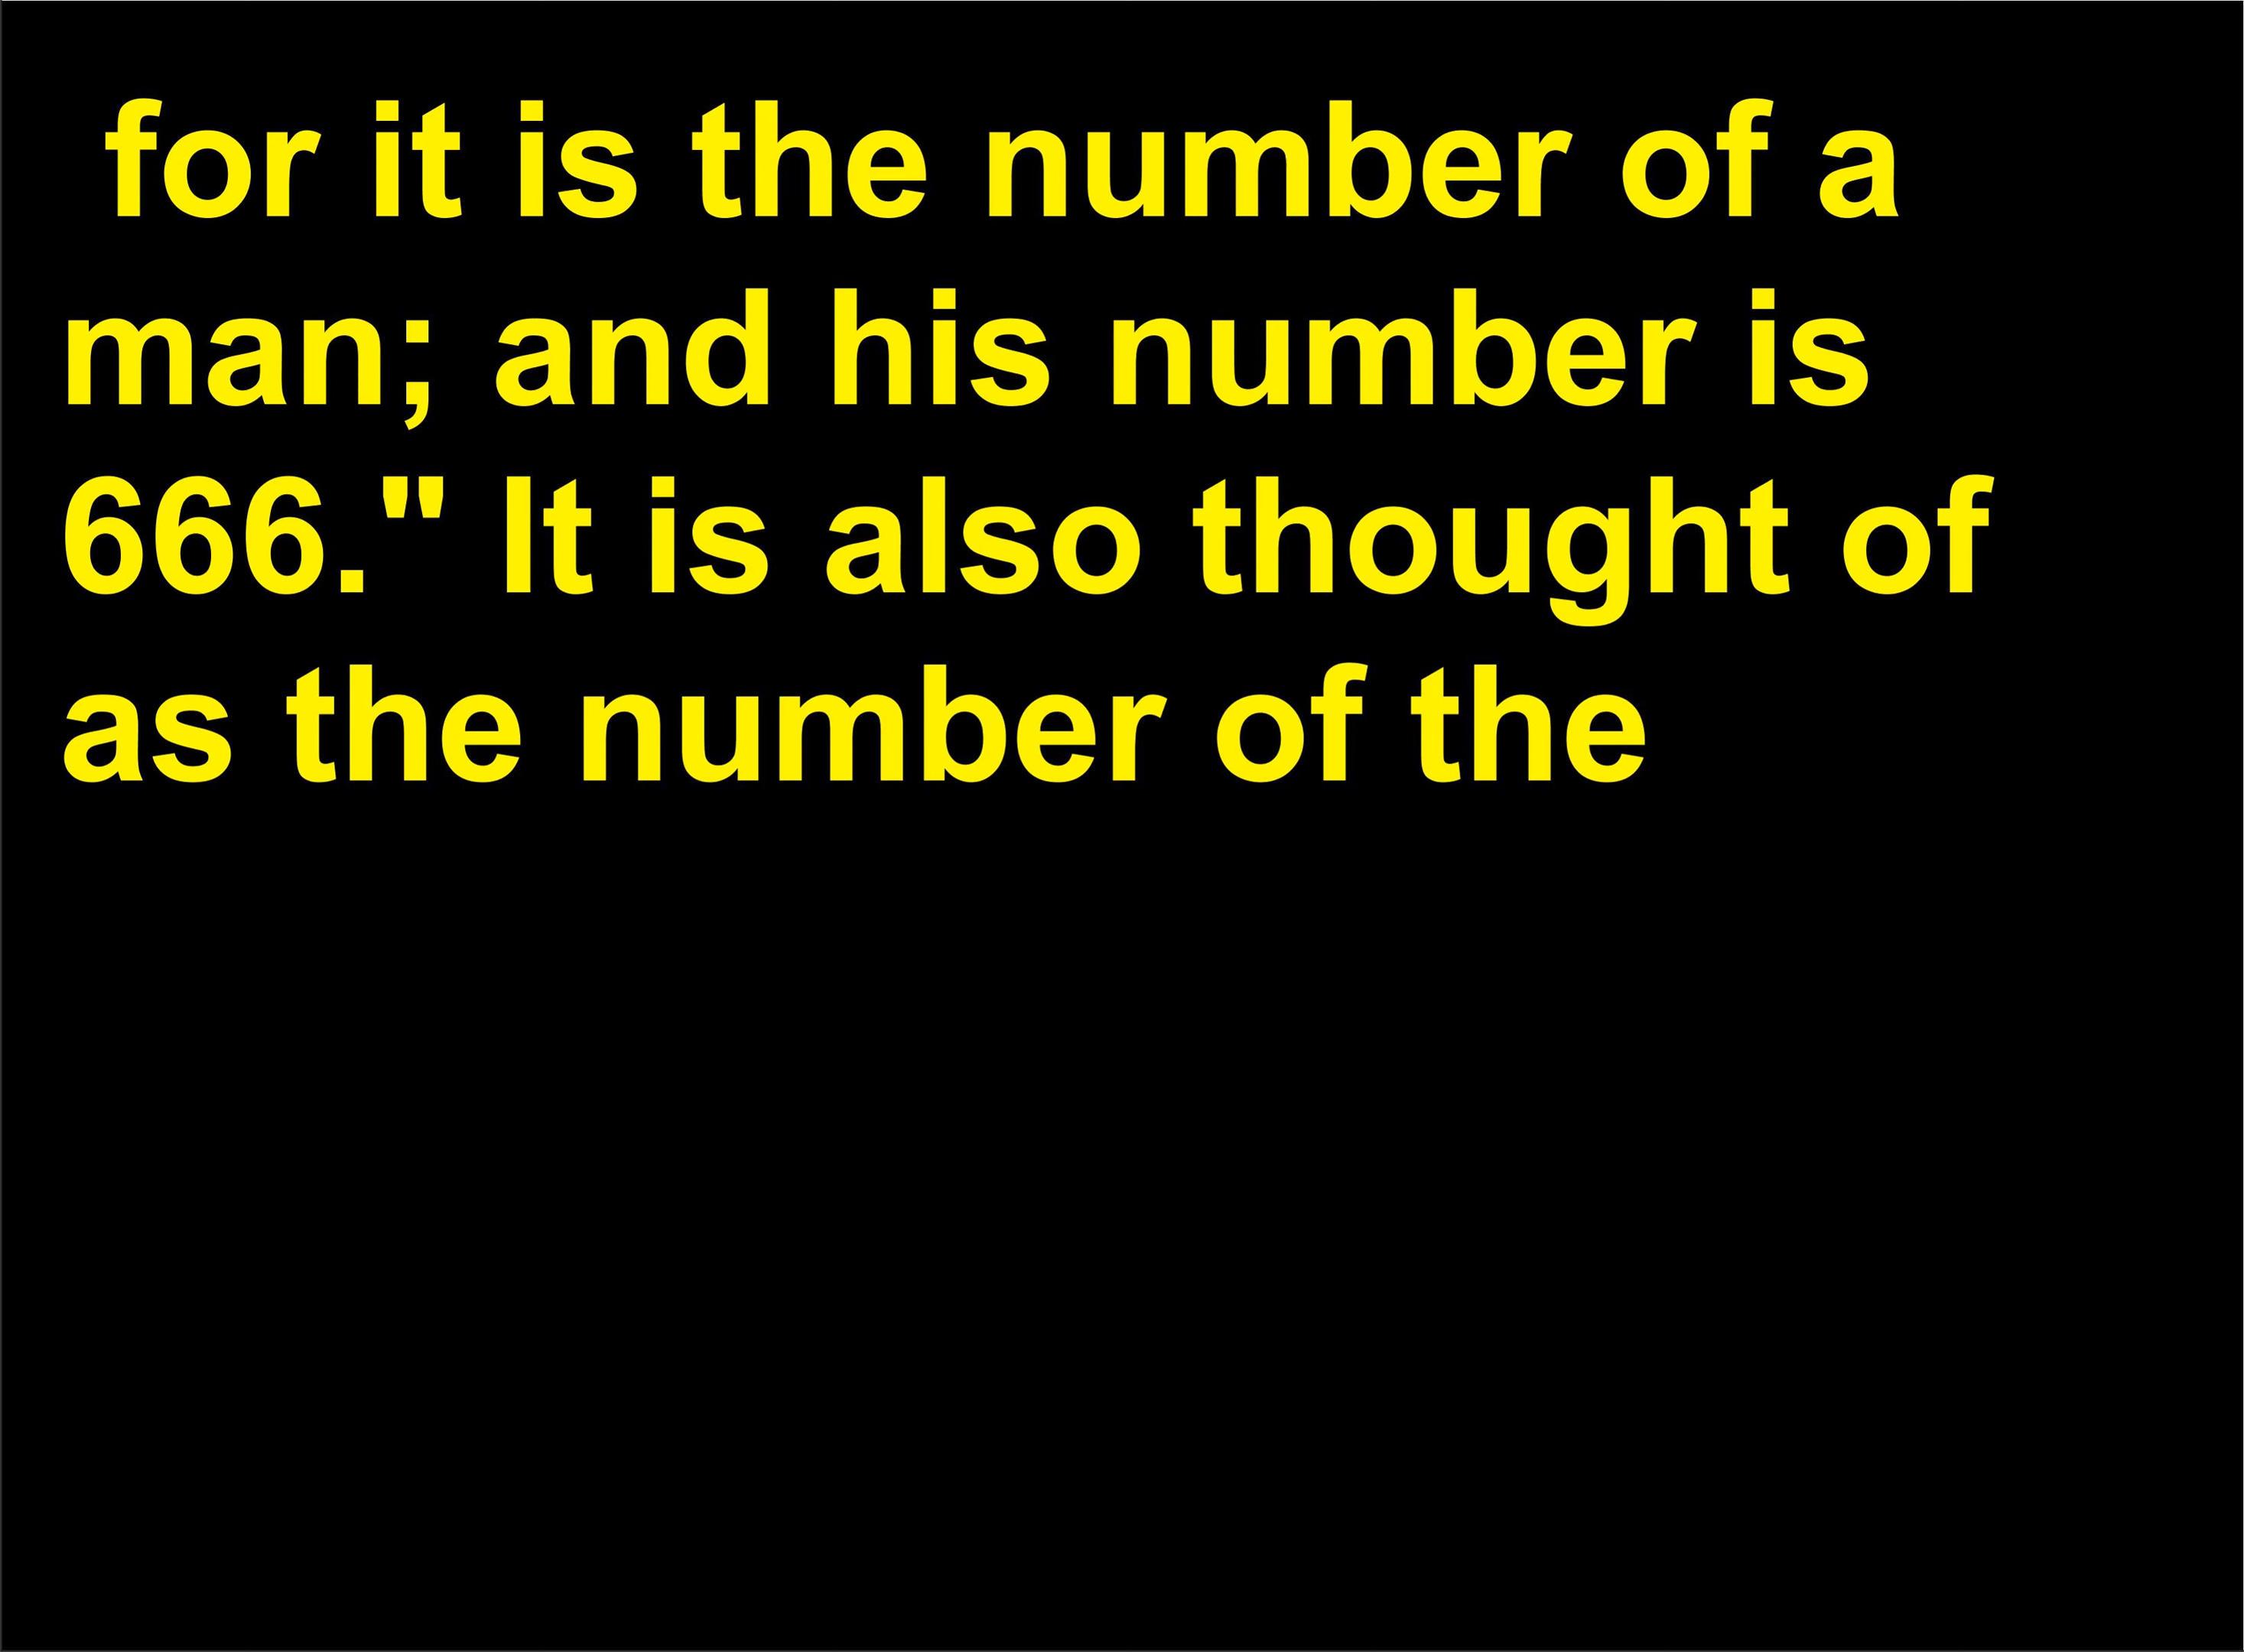 for it is the number of a
man; and his number is
666." It is also thought of
as the number of the